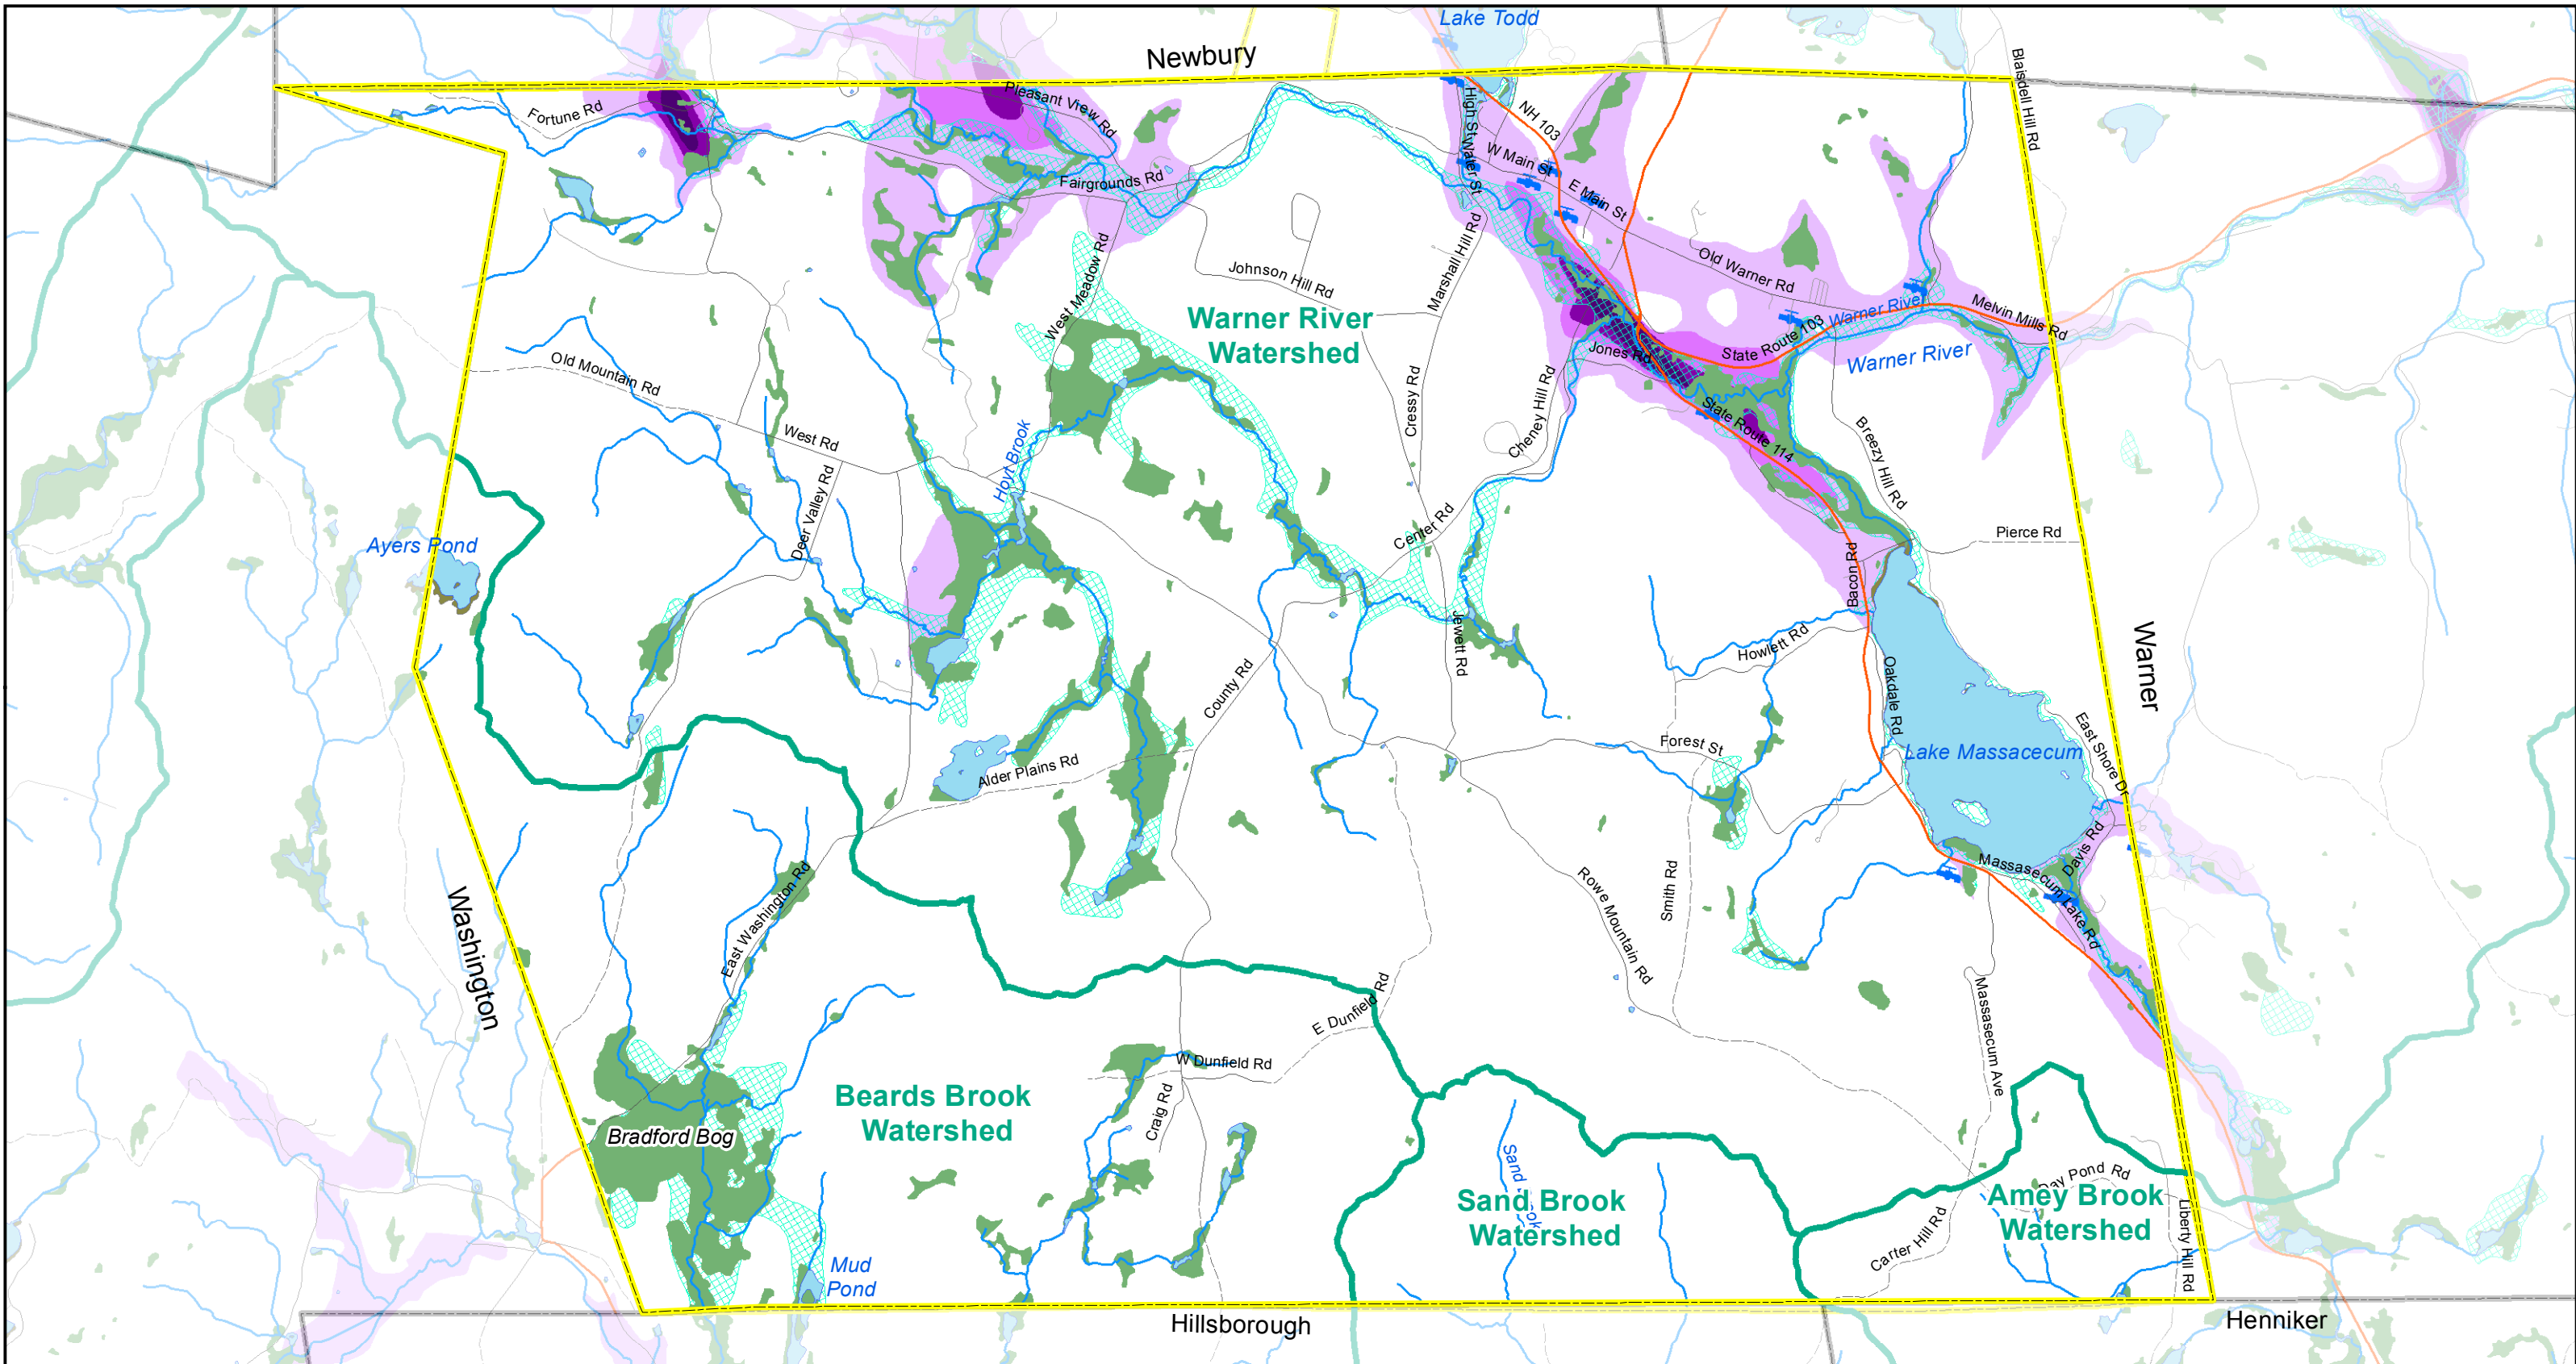 Lake Todd
Newbury
Blaisdell Hill Rd
Fortune Rd
Pleasant View Rd
High St
Water St
NH 103
W Main St
E Main St
Fairgrounds Rd
West Meadow Rd
Johnson Hill Rd
Marshall Hill Rd
Old Warner Rd
Warner River
Melvin Mills Rd
State Route 103
Warner River
Warner River
Watershed
Jones Rd
Old Mountain Rd
West Rd
Deer Valley Rd
Hoyt Brook
Cressy Rd
Cheney Hill Rd
State Route 114
Breezy Hill Rd
Center Rd
Pierce Rd
Ayers Pond
Bacon Rd
Jewett Rd
Howlett Rd
Warner
County Rd
Oakdale Rd
East Shore Dr
Lake Massacecum
Forest St
Alder Plains Rd
Davis Rd
Massasecum Lake Rd
Smith Rd
Rowe Mountain Rd
East Washington Rd
Washington
E Dunfield Rd
W Dunfield Rd
Massasecum Ave
Craig Rd
Beards Brook
Watershed
Bradford Bog
Sand Brook
Watershed
Amey Brook
Watershed
Carter Hill Rd
Liberty Hill Rd
Mud
Pond
Hillsborough
Henniker